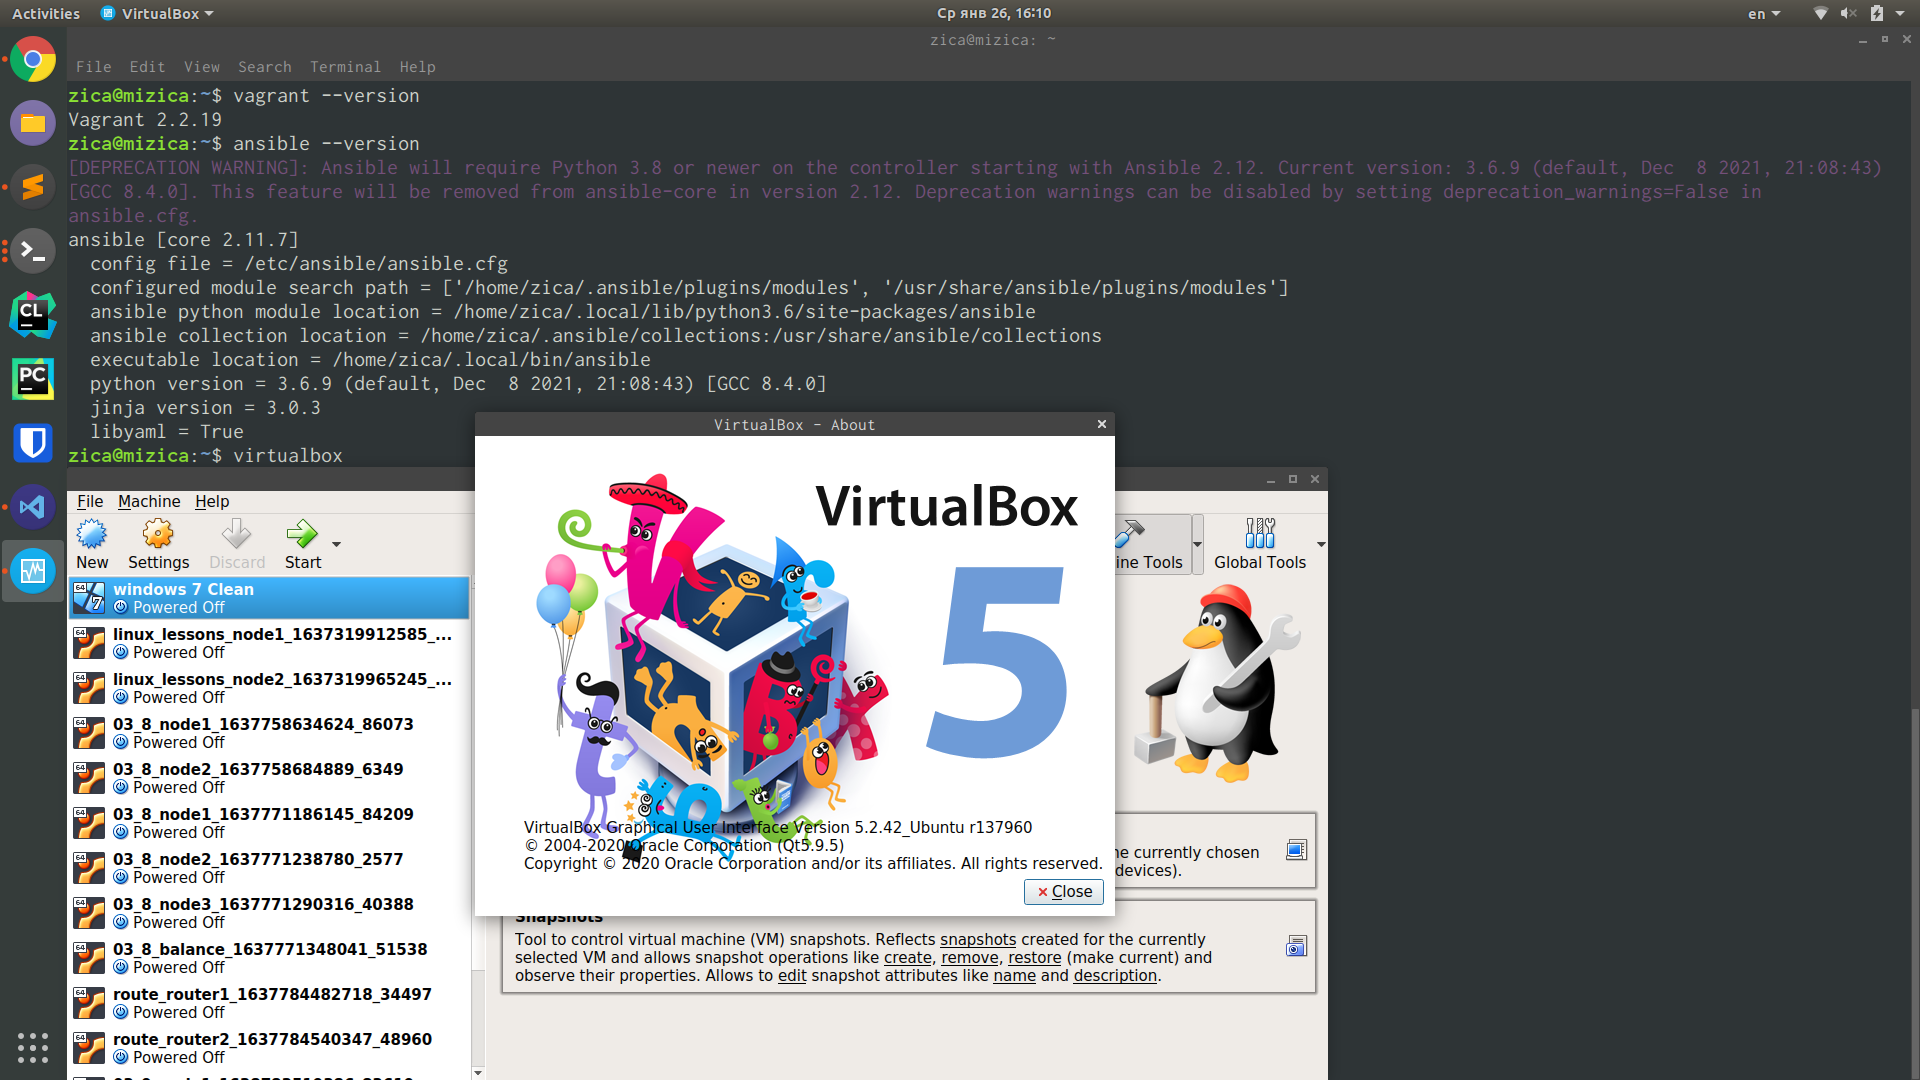 Activities
VirtualBox
Ср янв 26, 16:10
en
zica@mizica: ~
File Edit View Search Terminal Help
zica@mizica:~$ vagrant --version
Vagrant 2.2.19
zica@mizica:~$ ansible --version
[DEPRECATION WARNING]: Ansible will require Python 3.8 or newer on the controller starting with Ansible 2.12. Current version: 3.6.9 (default, Dec  8 2021, 21:08:43)
[GCC 8.4.0]. This feature will be removed from ansible-core in version 2.12. Deprecation warnings can be disabled by setting deprecation_warnings=False in
ansible.cfg.
ansible [core 2.11.7]
config file = /etc/ansible/ansible.cfg
configured module search path = ['/home/zica/.ansible/plugins/modules', '/usr/share/ansible/plugins/modules']
ansible python module location = /home/zica/.local/lib/python3.6/site-packages/ansible
ansible collection location = /home/zica/.ansible/collections:/usr/share/ansible/collections
executable location = /home/zica/.local/bin/ansible
python version = 3.6.9 (default, Dec  8 2021, 21:08:43) [GCC 8.4.0]
jinja version = 3.0.3
libyaml = True
zica@mizica:~$ virtualbox
CL
PC
File Machine Help
New
Settings
Discard
Start
windows 7 Clean
Powered Off
linux_lessons_node1_1637319912585_...
Powered Off
linux_lessons_node2_1637319965245_...
Powered Off
03_8_node1_1637758634624_86073
Powered Off
03_8_node2_1637758684889_6349
Powered Off
03_8_node1_1637771186145_84209
Powered Off
03_8_node2_1637771238780_2577
Powered Off
03_8_node3_1637771290316_40388
Powered Off
03_8_balance_1637771348041_51538
Powered Off
route_router1_1637784482718_34497
Powered Off
route_router2_1637784540347_48960
Powered Off
VirtualBox - About
VirtualBox
5
VirtualBox Graphical User Interface Version 5.2.42_Ubuntu r137960
© 2004-2020 Oracle Corporation (Qt5.9.5)
Copyright © 2020 Oracle Corporation and/or its affiliates. All rights reserved.
Close
ine Tools
Global Tools
he currently chosen
devices).
Snapshots
Tool to control virtual machine (VM) snapshots. Reflects snapshots created for the currently
selected VM and allows snapshot operations like create, remove, restore (make current) and
observe their properties. Allows to edit snapshot attributes like name and description.